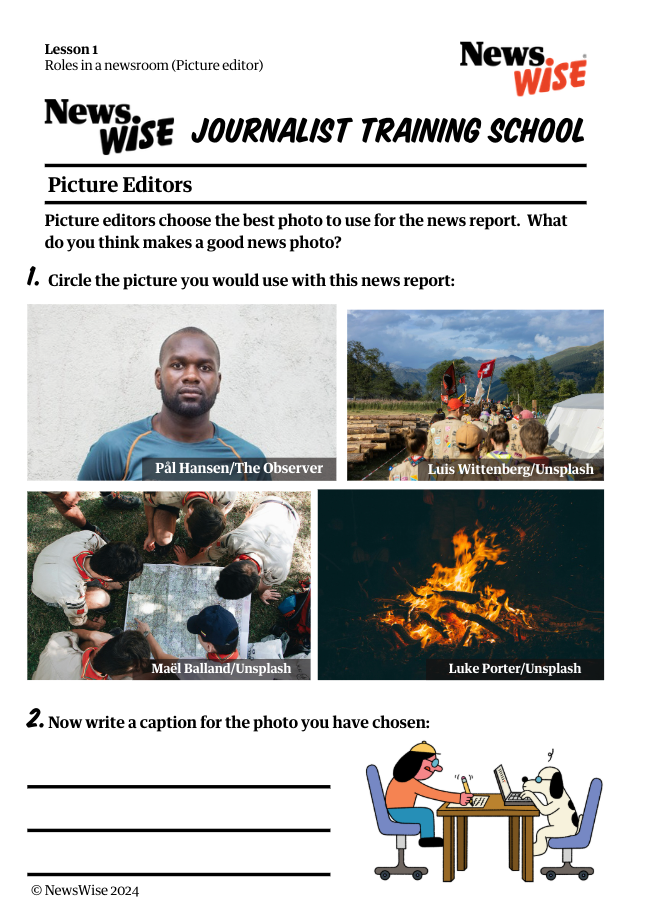 Lesson 1
Roles in a newsroom (Picture editor)
News.
WISE
News.
WISE JOURNALIST TRAINING SCHOOL
Picture Editors
Picture editors choose the best photo to use for the news report.  What
do you think makes a good news photo?
1. Circle the picture you would use with this news report:
Pål Hansen/The Observer
Luis Wittenberg/Unsplash
Maël Balland/Unsplash
Luke Porter/Unsplash
2. Now write a caption for the photo you have chosen:
© NewsWise 2024